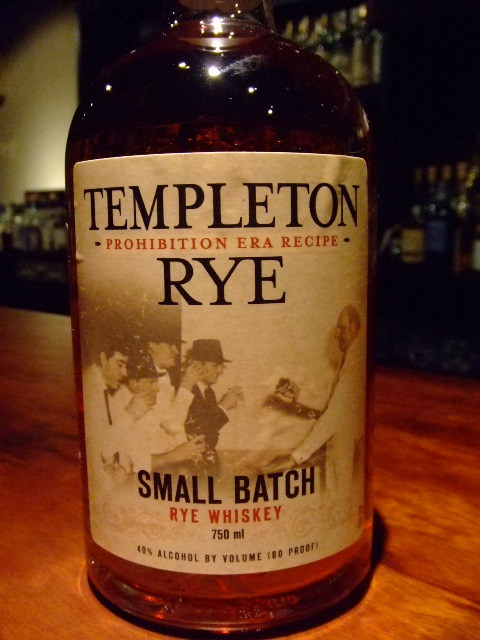 TEMPLETON
• PROHIBITION ERA RECIPE •
RYE
SMALL BATCH
RYE WHISKEY
750 ml
40% ALCOHOL BY VOLUME (80 PROOF)